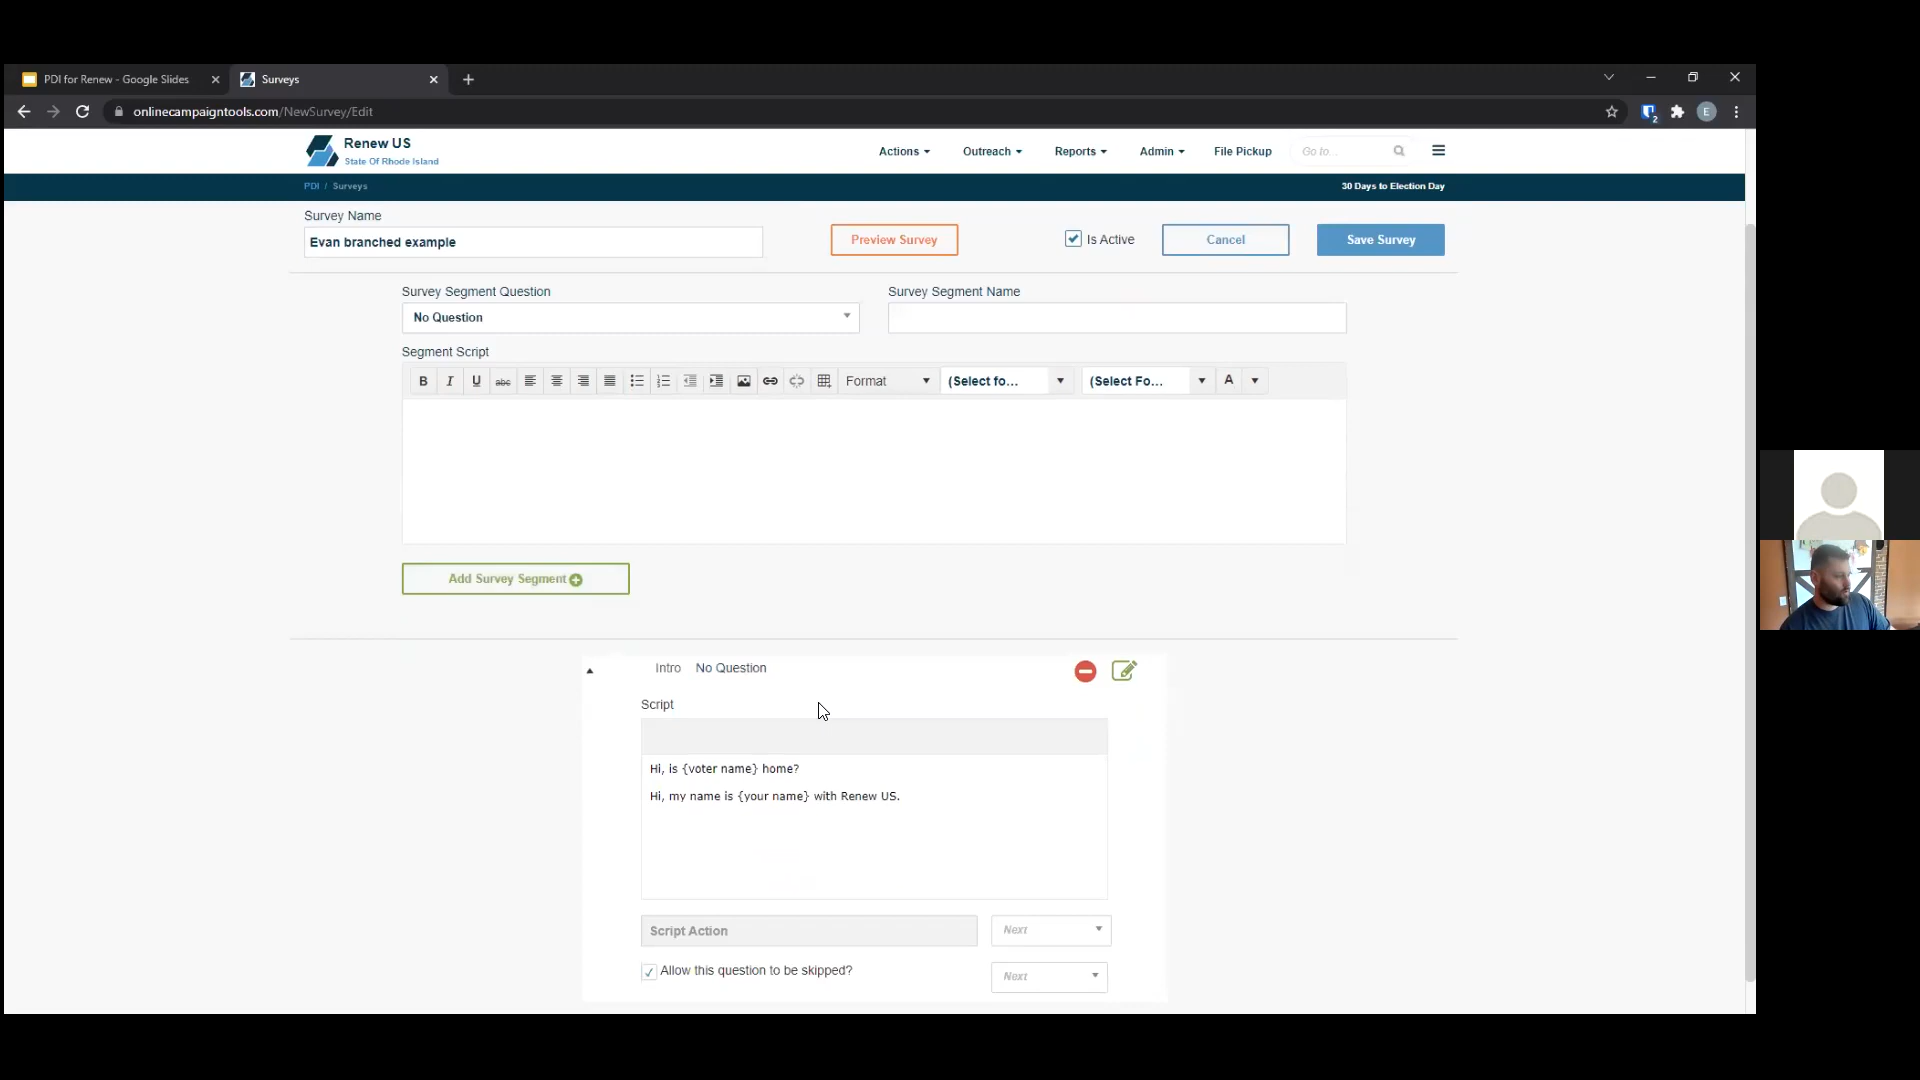 PDI for Renew - Google Slides
Surveys
onlinecampaigntools.com/NewSurvey/Edit
2
E
Renew US
State Of Rhode Island
Actions
Outreach
Reports
Admin
File Pickup
Go to...
PDI / Surveys
30 Days to Election Day
Survey Name
Evan branched example
Preview Survey
Is Active
Cancel
Save Survey
Survey Segment Question
Survey Segment Name
No Question
Segment Script
B I U abc
Format
(Select fo...
(Select Fo...
A
Add Survey Segment
Intro No Question
Script
Hi, is {voter name} home?
Hi, my name is {your name} with Renew US.
Script Action
Next
Allow this question to be skipped?
Next